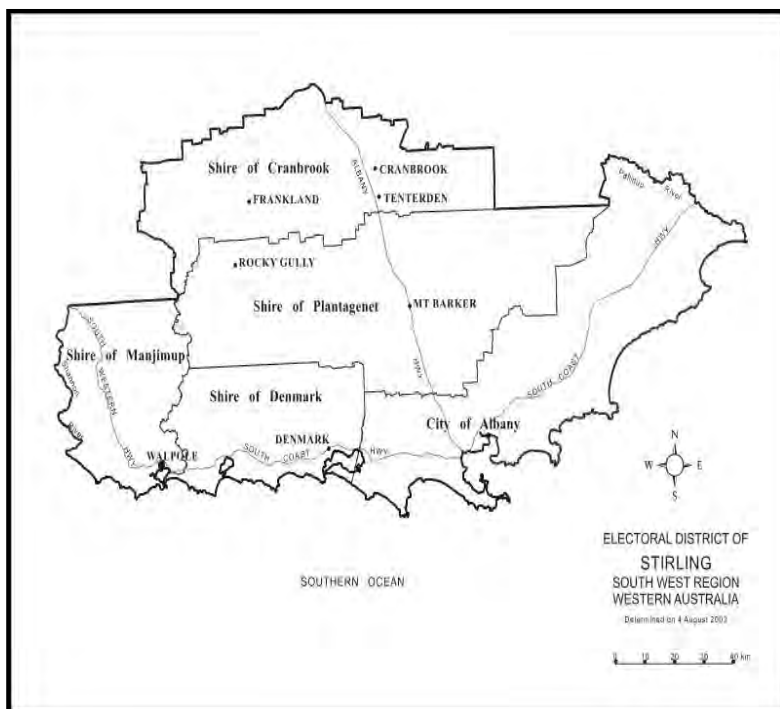 Shire of Cranbrook
ALBANY
CRANBROOK
TENTERDEN
FRANKLAND
Pallinup River
HWY
ROCKY GULLY
Shire of Plantagenet
MT BARKER
HWY
SOUTH WESTERN HWY
Shire of Manjimup
Shannon
Shire of Denmark
SOUTH COAST
City of Albany
DENMARK
WALPOLE
SOUTH COAST HWY
N
W E
S
SOUTHERN OCEAN
ELECTORAL DISTRICT OF
STIRLING
SOUTH WEST REGION
WESTERN AUSTRALIA
Determined on 4 August 2003
0 10 20 30 40 km